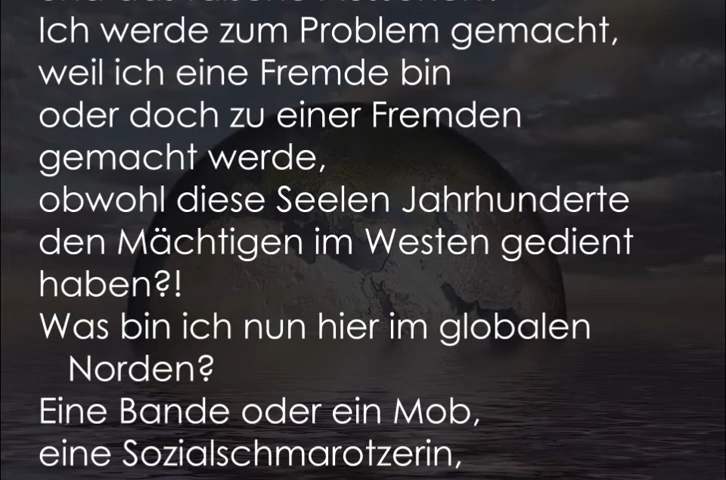 Ich werde zum Problem gemacht,
weil ich eine Fremde bin
oder doch zu einer Fremden
gemacht werde,
obwohl diese Seelen Jahrhunderte
den Mächtigen im Westen gedient
haben?!
Was bin ich nun hier im globalen
Norden?
Eine Bande oder ein Mob,
eine Sozialschmarotzerin,